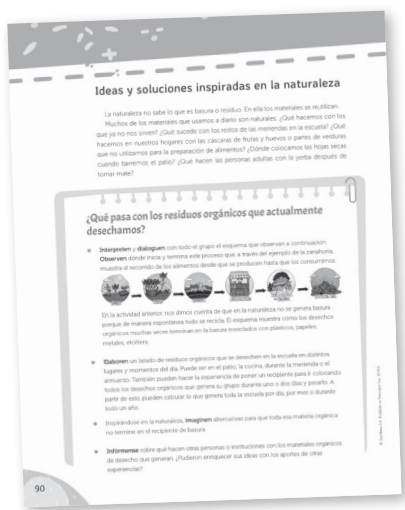 Ideas y soluciones inspiradas en la naturaleza
La naturaleza no sabe lo que es basura o residuo. En ella los materiales se reutilizan.
Muchos de los materiales que usamos a diario son naturales. ¿Qué hacemos con los
que ya no nos sirven? ¿Qué sucede con los restos de las meriendas en la escuela? ¿Qué
hacemos en nuestros hogares con las cáscaras de frutas y huevos o partes de verduras
que no utilizamos para la preparación de alimentos? ¿Dónde colocamos las hojas secas
cuando barremos el patio? ¿Qué hacen las personas adultas con la yerba después de
tomar mate?
¿Qué pasa con los residuos orgánicos que actualmente
desechamos?
Interpreten y dialoguen con todo el grupo el esquema que observan a continuación.
Observen dónde inicia y termina este proceso que, a través del ejemplo de la zanahoria,
muestra el recorrido de los alimentos desde que se producen hasta que los consumimos.
En la actividad anterior, nos dimos cuenta de que en la naturaleza no se genera basura
porque de manera espontánea todo se recicla. El esquema muestra cómo los desechos
orgánicos muchas veces terminan en la basura mezclados con plásticos, papeles,
metales, etcétera.
Elaboren un listado de residuos orgánicos que se desechen en la escuela en distintos
lugares y momentos del día. Puede ser en el patio, la cocina, durante la merienda o el
almuerzo. También pueden hacer la experiencia de poner un recipiente para ir colocando
todos los desechos orgánicos que genera su grupo durante uno o dos días y pesarlo. A
partir de esto, pueden calcular lo que genera toda la escuela por día, por mes o durante
todo un año.
Inspirándose en la naturaleza, imaginen alternativas para que toda esa materia orgánica
no termine en el recipiente de basura.
Infórmense sobre qué hacen otras personas o instituciones con los materiales orgánicos
de desecho que generan. ¿Pudieron enriquecer sus ideas con los aportes de otras
experiencias?
90